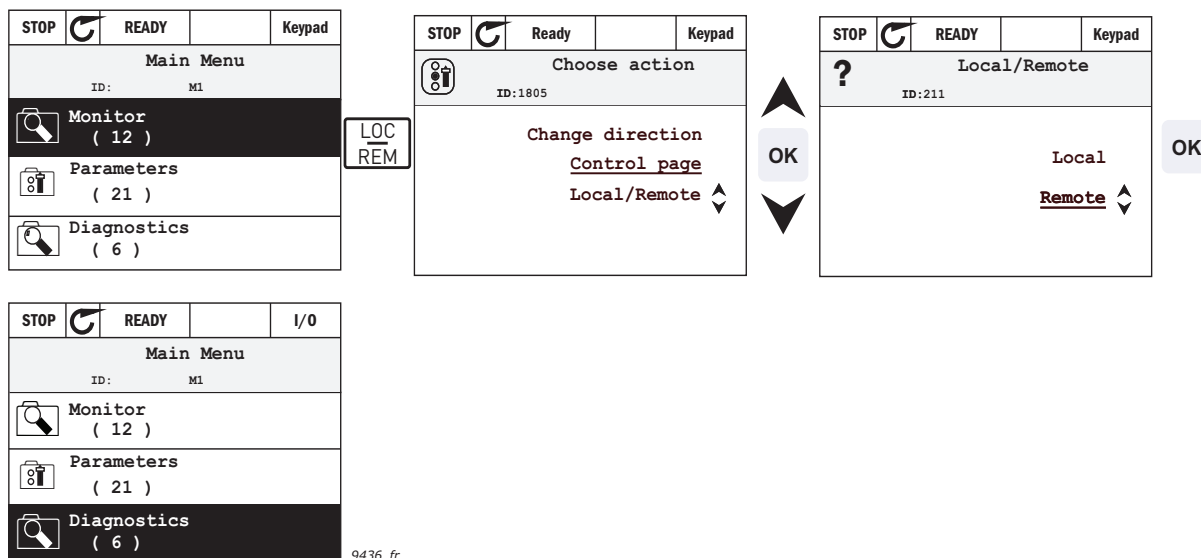 STOP READY Keypad
Main Menu
ID: M1
Monitor
( 12 )
Parameters
( 21 )
Diagnostics
( 6 )
LOC
REM
STOP Ready Keypad
Choose action
ID:1805
Change direction
Control page
Local/Remote
OK
STOP READY Keypad
?
Local/Remote
ID:211
Local
Remote
OK
STOP READY I/0
Main Menu
ID: M1
Monitor
( 12 )
Parameters
( 21 )
Diagnostics
( 6 )
9436_fr